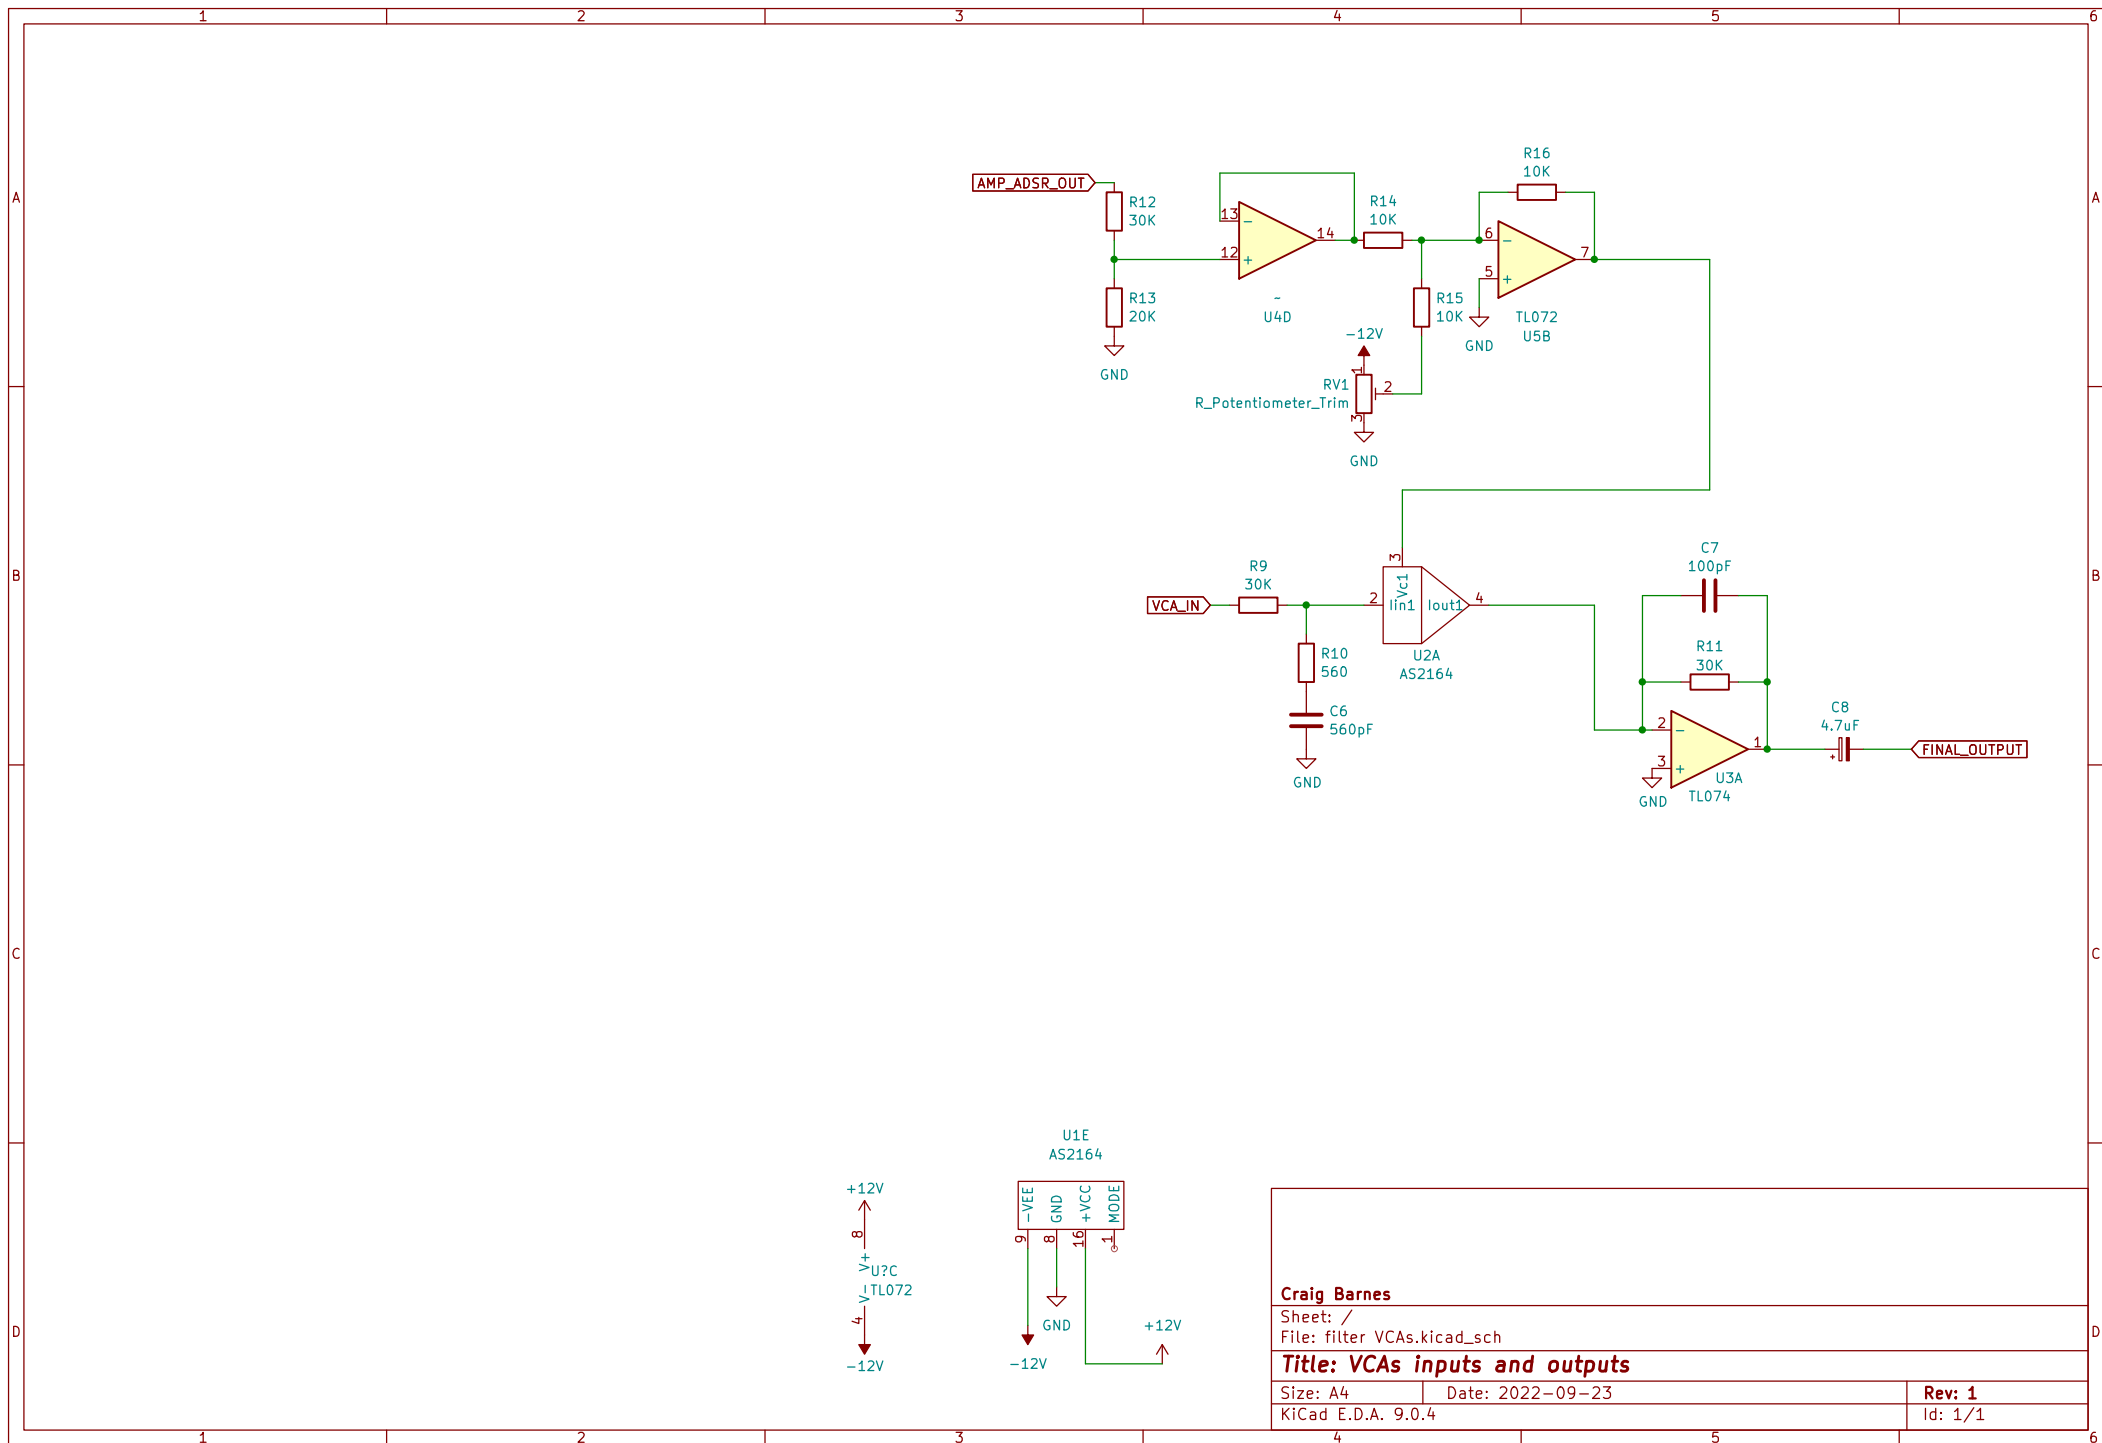 1 2 3 4 5 6
A A
B B
C C
D D
AMP_ADSR_OUT
R12
30K
R13
20K
GND
13
12
14
~
U4D
R14
10K
R15
10K
-12V
1
RV1
R_Potentiometer_Trim
2
3
GND
R16
10K
6
5
7
GND
TL072
U5B
VCA_IN
R9
30K
R10
560
C6
560pF
GND
3
Vc1
2
Iin1
Iout1
4
U2A
AS2164
C7
100pF
R11
30K
2
3
1
GND
U3A
TL074
C8
4.7uF
FINAL_OUTPUT
+12V
8
V+
U?C
TL072
V-
4
-12V
U1E
AS2164
-VEE
GND
+VCC
MODE
9
8
16
1
GND
-12V
+12V
Craig Barnes
Sheet: /
File: filter VCAs.kicad_sch
Title: VCAs inputs and outputs
Size: A4 Date: 2022-09-23 Rev: 1
KiCad E.D.A. 9.0.4 Id: 1/1
1 2 3 4 5 6